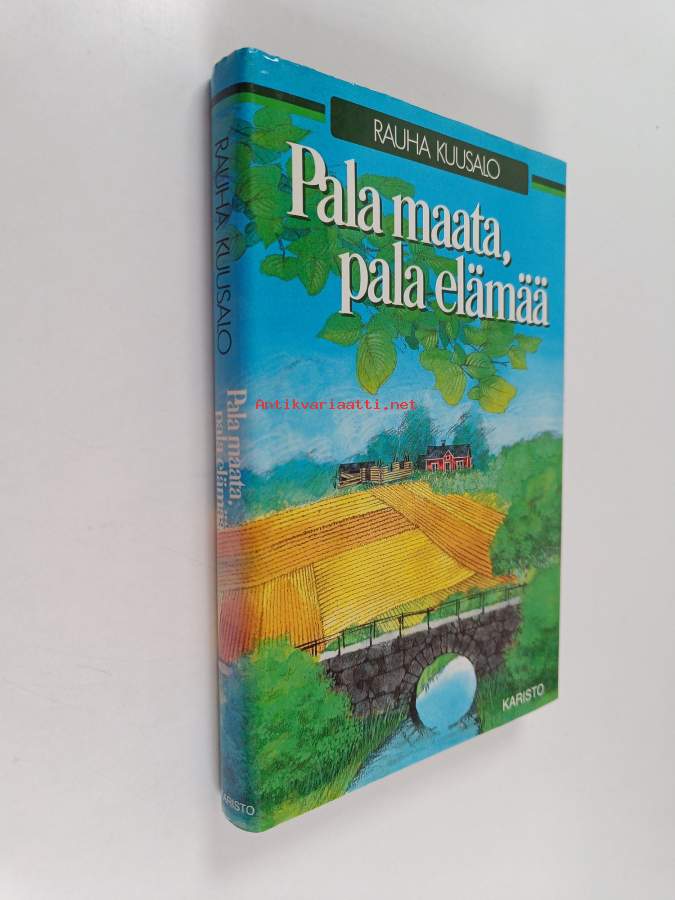 RAUHA KUUSALO
Pala maata,
pala elämää
Antikvariaatti.net
KARISTO
RAUHA KUUSALO
Pala maata,
pala elämää
KARISTO